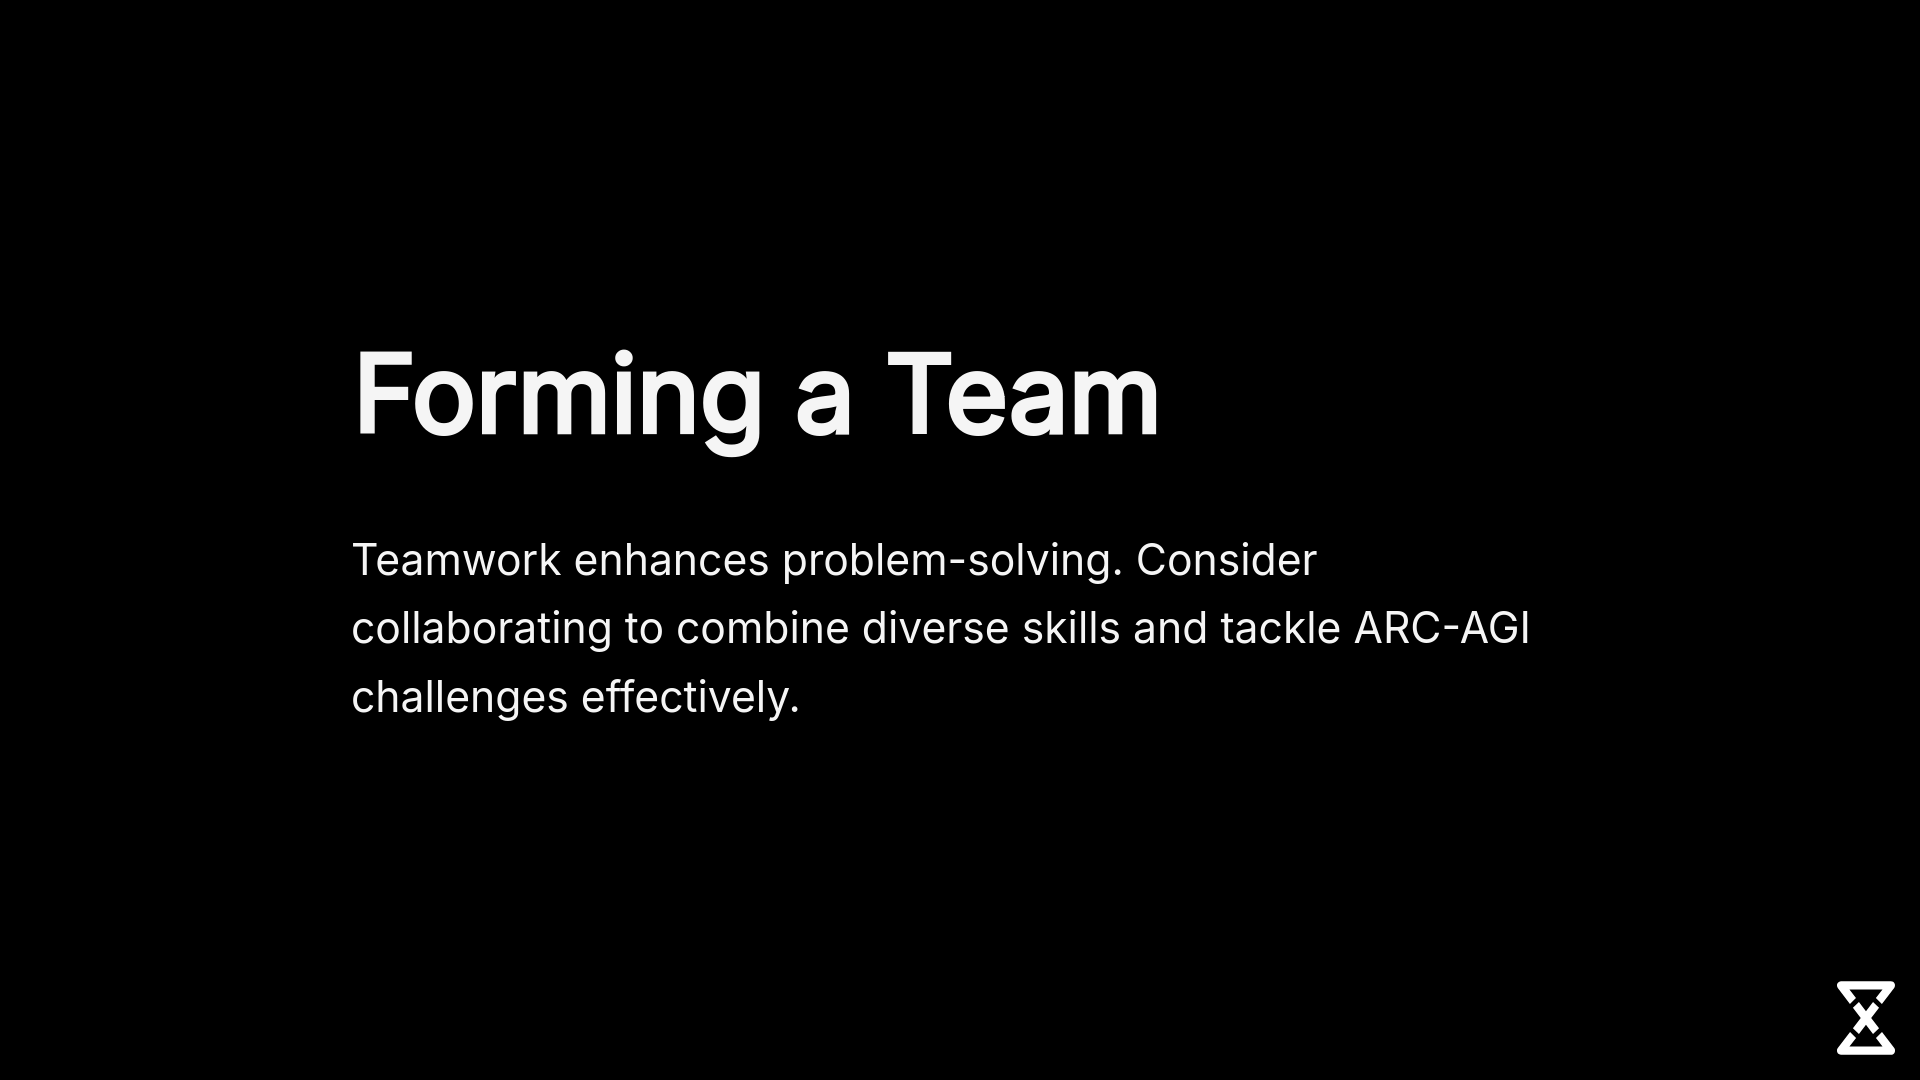 Forming a Team
Teamwork enhances problem-solving. Consider
collaborating to combine diverse skills and tackle ARC-AGI
challenges effectively.